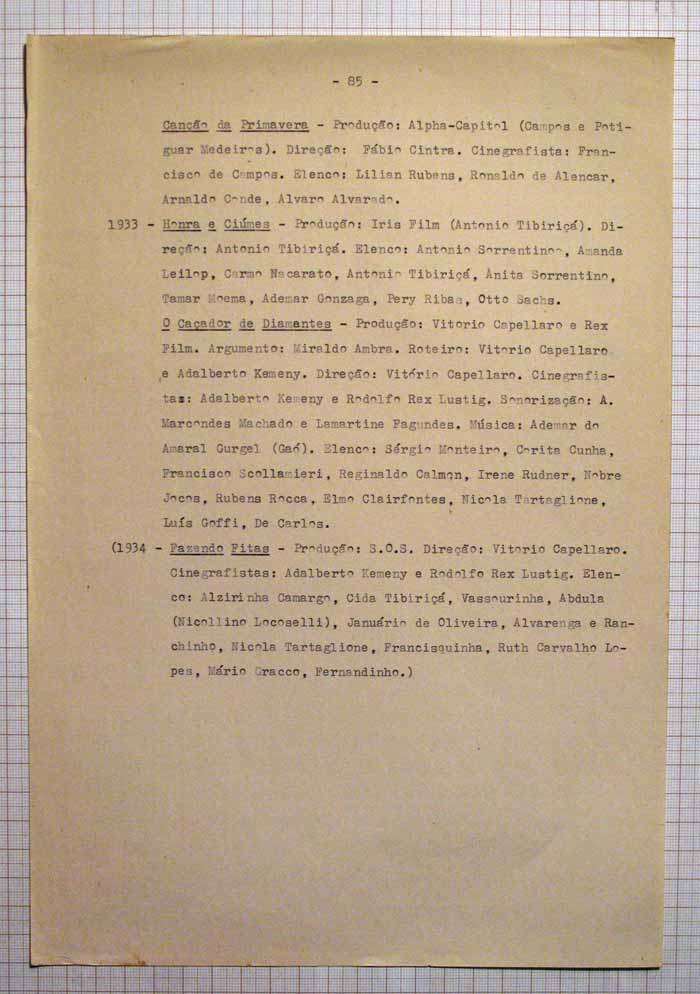 - 85 -
Canção da Primavera - Produção: Alpha-Capitol (Campos e Poti-
guar Medeiros). Direção: Fábio Cintra. Cinegrafista: Fran-
cisco de Campos. Elenco: Lilian Rubens, Ronaldo de Alencar,
Arnaldo Conde, Alvaro Alvarado.
1933 - Honra e Ciúmes - Produção: Iris Film (Antonio Tibiriçá). Di-
reção: Antonio Tibiriçá. Elenco: Antonio Sorrentinoo, Amanda
Leilop, Carmo Nacarato, Antonio Tibiriçá, Anita Sorrentino,
Tamar Moema, Ademar Gonzaga, Pery Ribas, Otto Sachs.
O Caçador de Diamantes - Produção: Vitorio Capellaro e Rex
Film. Argumento: Miraldo Ambra. Roteiro: Vitorio Capellaro
e Adalberto Kemeny. Direção: Vitório Capellaro. Cinegrafis-
tas: Adalberto Kemeny e Rodolfo Rex Lustig. Sonorização: A.
Marcondes Machado e Lamartine Fagundes. Música: Ademar do
Amaral Gurgel (Gaó). Elenco: Sérgio Monteiro, Corita Cunha,
Francisco Scollamieri, Reginaldo Calmon, Irene Rudner, Nobre
Jocos, Rubens Rocca, Elmo Clairfontes, Nicola Tartaglione,
Luís Goffi, De Carlos.
(1934 - Fazendo Fitas - Produção: S.O.S. Direção: Vitorio Capellaro.
Cinegrafistas: Adalberto Kemeny e Rodolfo Rex Lustig. Elen-
co: Alzirinha Camargo, Cida Tibiriçá, Vassourinha, Abdula
(Nicollino Locoselli), Januário de Oliveira, Alvarenga e Ran-
chinho, Nicola Tartaglione, Francisquinha, Ruth Carvalho Lo-
pes, Mário Gracco, Fernandinho.)